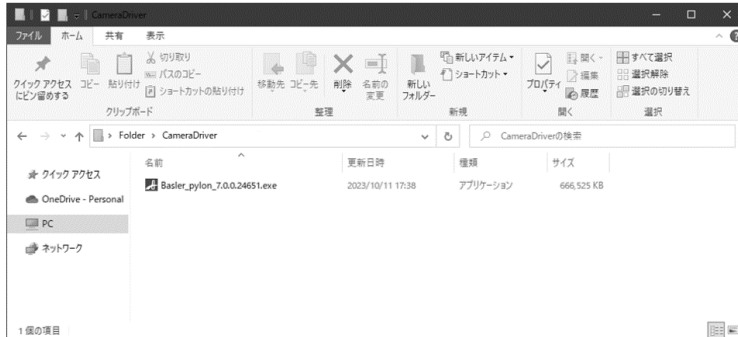 CameraDriver
ファイル ホーム 共有 表示
クイック アクセス
にピン留めする
コピー
貼り付け
切り取り
パスのコピー
ショートカットの貼り付け
クリップボード
移動先
コピー先
削除
名前の
変更
整理
新しい
フォルダー
新しいアイテム
ショートカット
新規
プロパティ
開く
編集
履歴
開く
すべて選択
選択解除
選択の切り替え
選択
Folder › CameraDriver
CameraDriverの検索
クイック アクセス
OneDrive - Personal
PC
ネットワーク
名前 更新日時 種類 サイズ
Basler_pylon_7.0.0.24651.exe 2023/10/11 17:38 アプリケーション 666,525 KB
1 個の項目